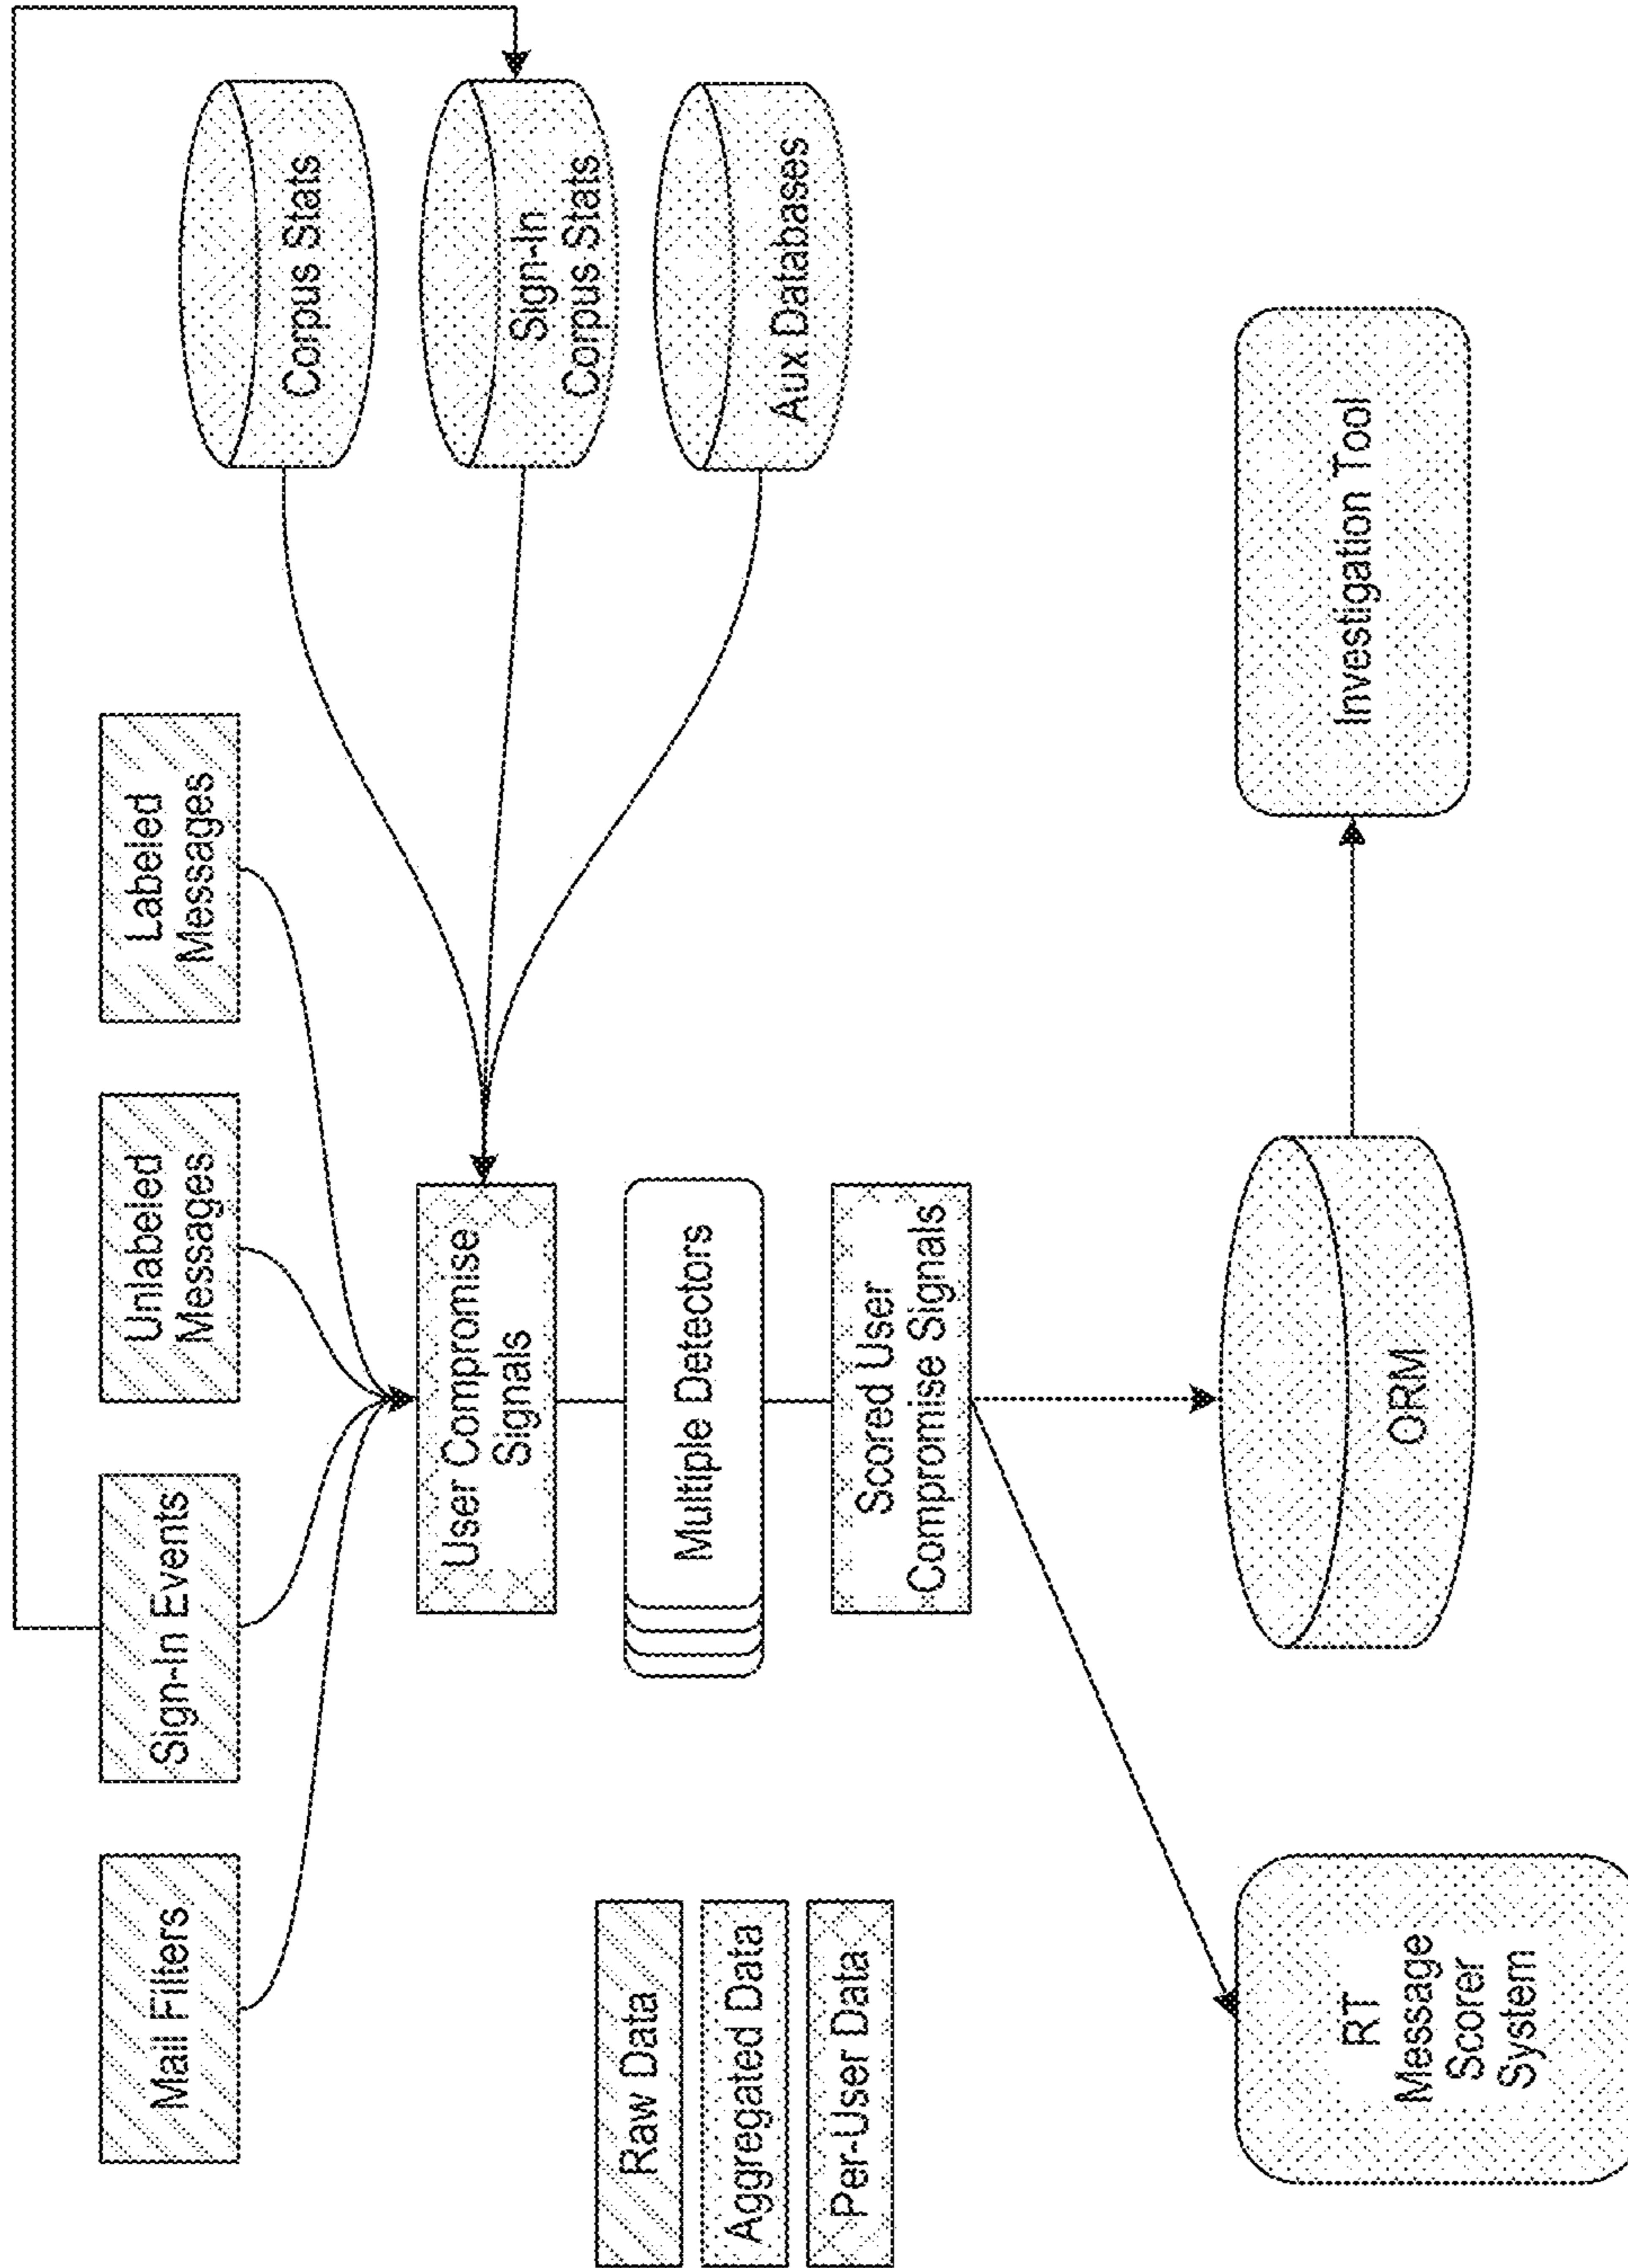 Mail Filters
Sign-In Events
Unlabeled
Messages
Labeled
Messages
Corpus Stats
Sign-In
Corpus Stats
Aux Databases
User Compromise
Signals
Multiple Detectors
Scored User
Compromise Signals
Raw Data
Aggregated Data
Per-User Data
RT
Message
Scorer
System
ORM
Investigation Tool